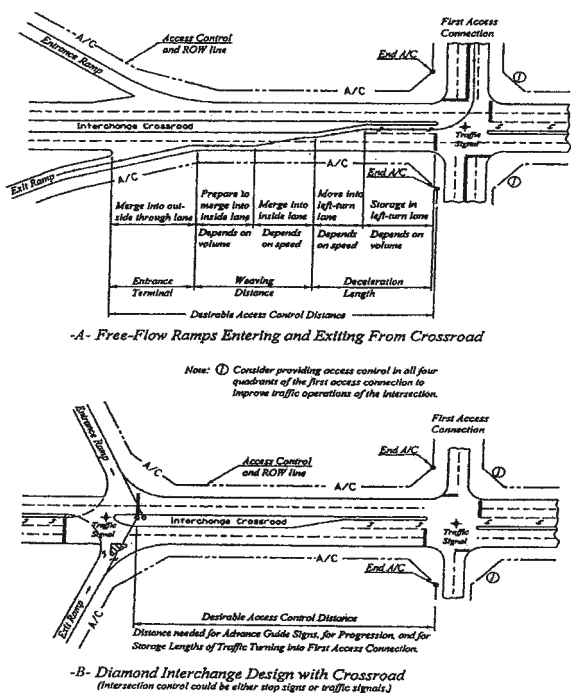 First Access
Connection
A/C
Access Control
and ROW line
Entrance Ramp
End A/C
①
A/C
Interchange Crossroad
Traffic
Signal
A/C
End A/C
A/C
①
Exit Ramp
Merge into out-
side through lane
Prepare to
merge into
inside lane
Depends on
volume
Merge into
inside lane
Depends
on speed
Move into
left-turn
lane
Depends
on speed
Storage in
left-turn lane
Depends on
volume
Entrance
Terminal
Weaving
Distance
Deceleration
Length
Desirable Access Control Distance
-A- Free-Flow Ramps Entering and Exiting From Crossroad
Note: ① Consider providing access control in all four
quadrants of the first access connection to
improve traffic operations of the intersection.
First Access
Connection
Entrance Ramp
End A/C
A/C
Access Control
and ROW line
A/C
①
Interchange Crossroad
Traffic
Signal
Traffic
Signal
A/C
End A/C
①
Exit Ramp
A/C
Desirable Access Control Distance
Distance needed for Advance Guide Signs, for Progression, and for
Storage Lengths of Traffic Turning into First Access Connection.
-B- Diamond Interchange Design with Crossroad
(Intersection control could be either stop signs or traffic signals.)